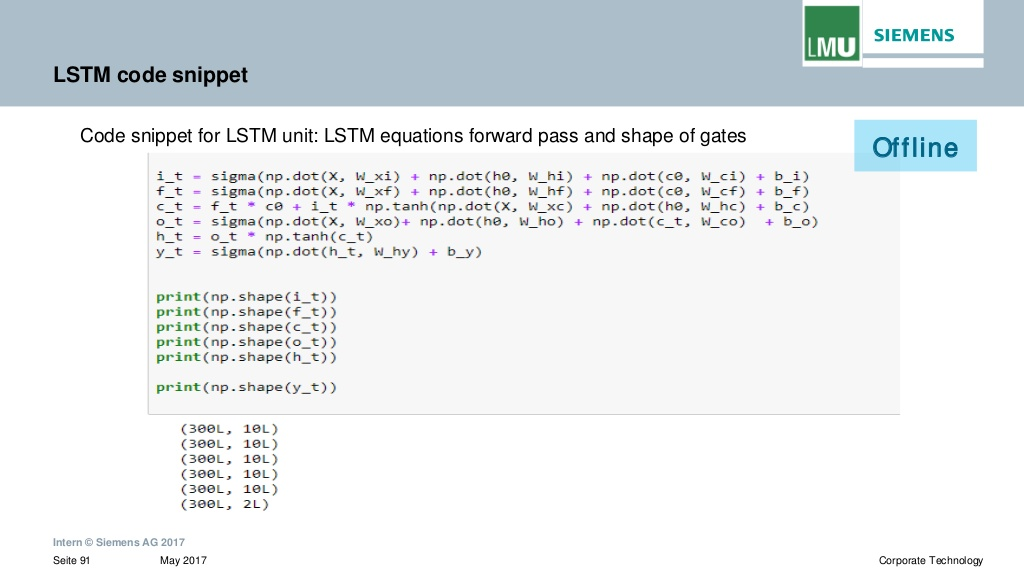 LMU
SIEMENS
LSTM code snippet
Code snippet for LSTM unit: LSTM equations forward pass and shape of gates
Offline
i_t = sigma(np.dot(X, W_xi) + np.dot(h0, W_hi) + np.dot(c0, W_ci) + b_i)
f_t = sigma(np.dot(X, W_xf) + np.dot(h0, W_hf) + np.dot(c0, W_cf) + b_f)
c_t = f_t * c0 + i_t * np.tanh(np.dot(X, W_xc) + np.dot(h0, W_hc) + b_c)
o_t = sigma(np.dot(X, W_xo)+ np.dot(h0, W_ho) + np.dot(c_t, W_co)  + b_o)
h_t = o_t * np.tanh(c_t)
y_t = sigma(np.dot(h_t, W_hy) + b_y)
print(np.shape(i_t))
print(np.shape(f_t))
print(np.shape(c_t))
print(np.shape(o_t))
print(np.shape(h_t))
print(np.shape(y_t))
(300L, 10L)
(300L, 10L)
(300L, 10L)
(300L, 10L)
(300L, 10L)
(300L, 2L)
Intern © Siemens AG 2017
Seite 91 May 2017 Corporate Technology